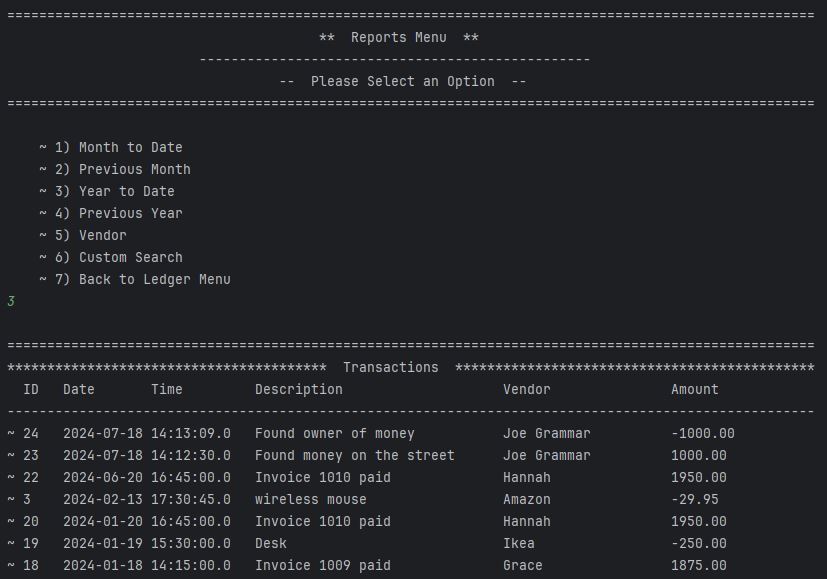 =====================================================================================================
**  Reports Menu  **
-------------------------------------------------
--  Please Select an Option  --
=====================================================================================================
~ 1) Month to Date
~ 2) Previous Month
~ 3) Year to Date
~ 4) Previous Year
~ 5) Vendor
~ 6) Custom Search
~ 7) Back to Ledger Menu
3
=====================================================================================================
****************************************  Transactions  *********************************************
ID   Date       Time         Description                    Vendor               Amount
-----------------------------------------------------------------------------------------------------
~ 24   2024-07-18 14:13:09.0   Found owner of money           Joe Grammar          -1000.00
~ 23   2024-07-18 14:12:30.0   Found money on the street      Joe Grammar          1000.00
~ 22   2024-06-20 16:45:00.0   Invoice 1010 paid              Hannah               1950.00
~ 3    2024-02-13 17:30:45.0   wireless mouse                 Amazon               -29.95
~ 20   2024-01-20 16:45:00.0   Invoice 1010 paid              Hannah               1950.00
~ 19   2024-01-19 15:30:00.0   Desk                           Ikea                 -250.00
~ 18   2024-01-18 14:15:00.0   Invoice 1009 paid              Grace                1875.00